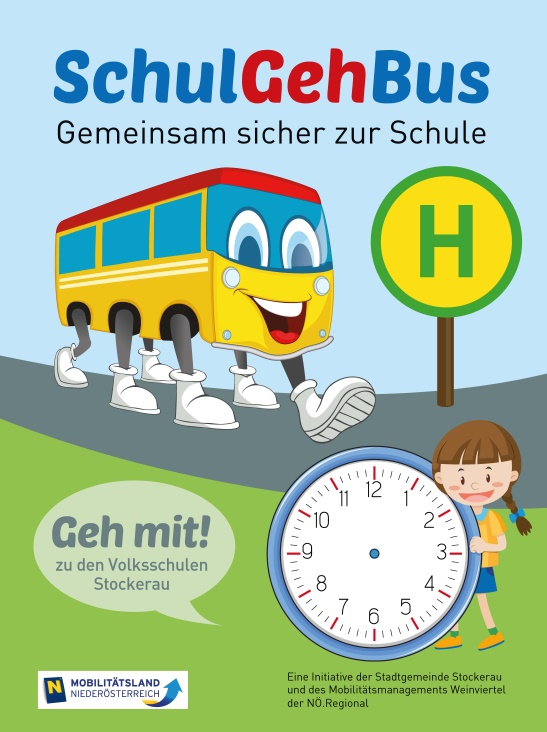 SchulGehBus
Gemeinsam sicher zur Schule
H
12
1
2
3
4
5
6
7
8
9
10
11
Geh mit!
zu den Volksschulen
Stockerau
N MOBILITÄTSLAND
NIEDERÖSTERREICH
Eine Initiative der Stadtgemeinde Stockerau
und des Mobilitätsmanagements Weinviertel
der NÖ.Regional